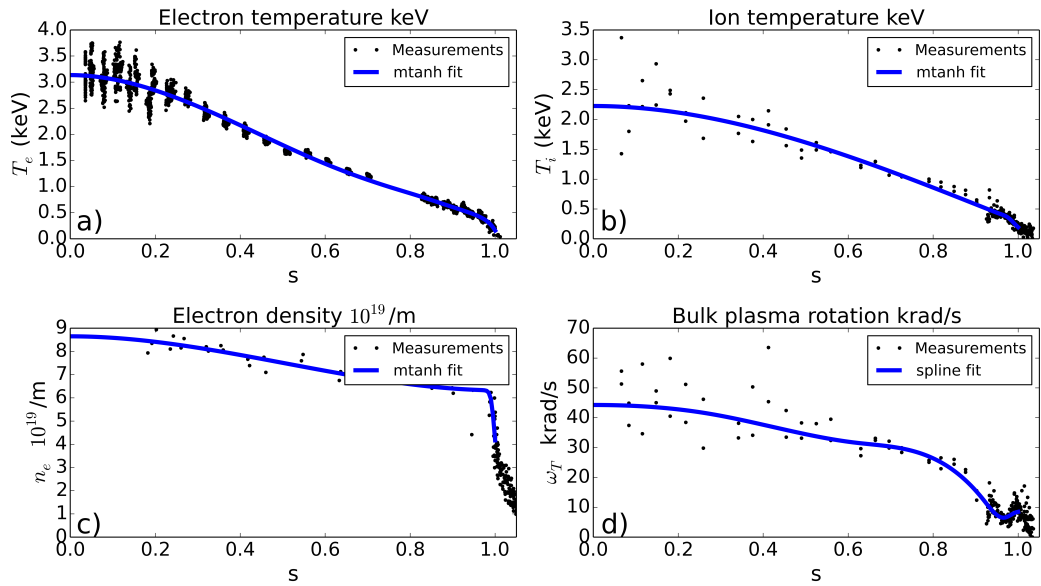 Electron temperature keV
4.0
3.5
3.0
2.5
2.0
1.5
1.0
0.5
0.0
T_e (keV)
Measurements
mtanh fit
a)
0.0 0.2 0.4 0.6 0.8 1.0
s
Ion temperature keV
3.5
3.0
2.5
2.0
1.5
1.0
0.5
0.0
T_i (keV)
Measurements
mtanh fit
b)
0.0 0.2 0.4 0.6 0.8 1.0
s
Electron density 10^19/m
9
8
7
6
5
4
3
2
1
0
n_e 10^19/m
Measurements
mtanh fit
c)
0.0 0.2 0.4 0.6 0.8 1.0
s
Bulk plasma rotation krad/s
70
60
50
40
30
20
10
0
ω_T krad/s
Measurements
spline fit
d)
0.0 0.2 0.4 0.6 0.8 1.0
s